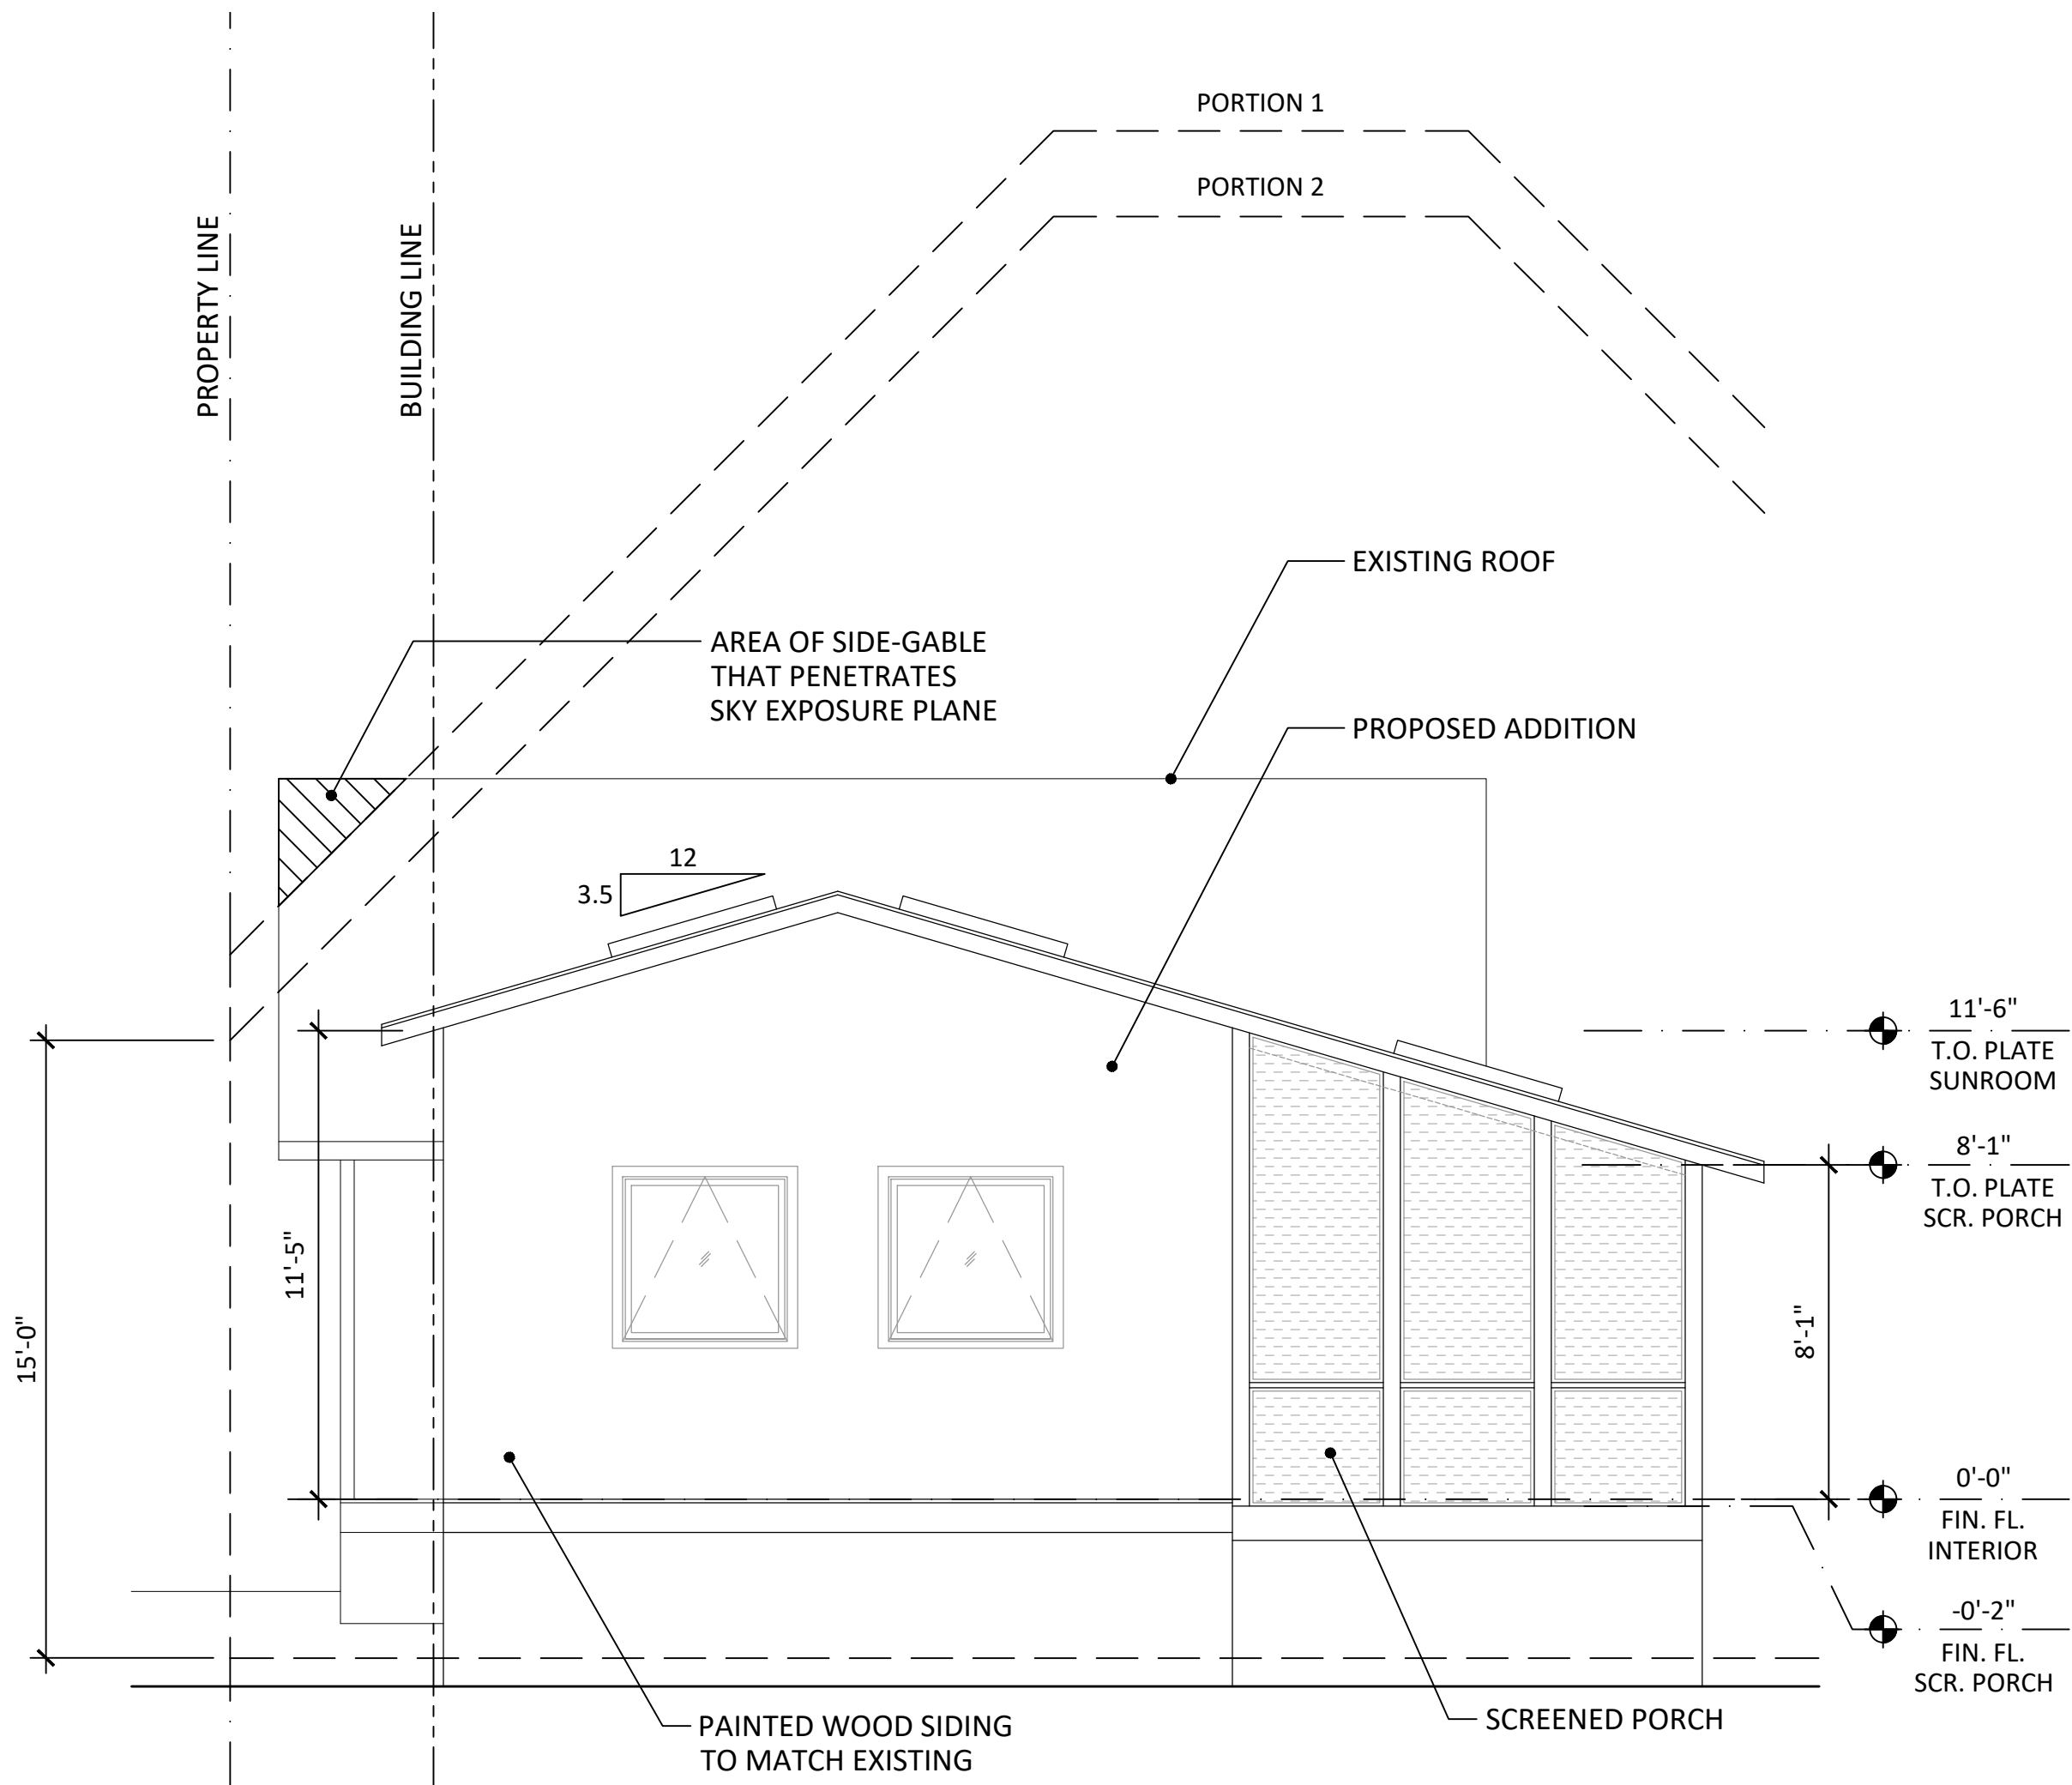 PORTION 1
PORTION 2
PROPERTY LINE
BUILDING LINE
EXISTING ROOF
AREA OF SIDE-GABLE
THAT PENETRATES
SKY EXPOSURE PLANE
PROPOSED ADDITION
12
3.5
11'-6"
T.O. PLATE
SUNROOM
8'-1"
T.O. PLATE
SCR. PORCH
11'-5"
15'-0"
8'-1"
0'-0"
FIN. FL.
INTERIOR
-0'-2"
FIN. FL.
SCR. PORCH
PAINTED WOOD SIDING
TO MATCH EXISTING
SCREENED PORCH